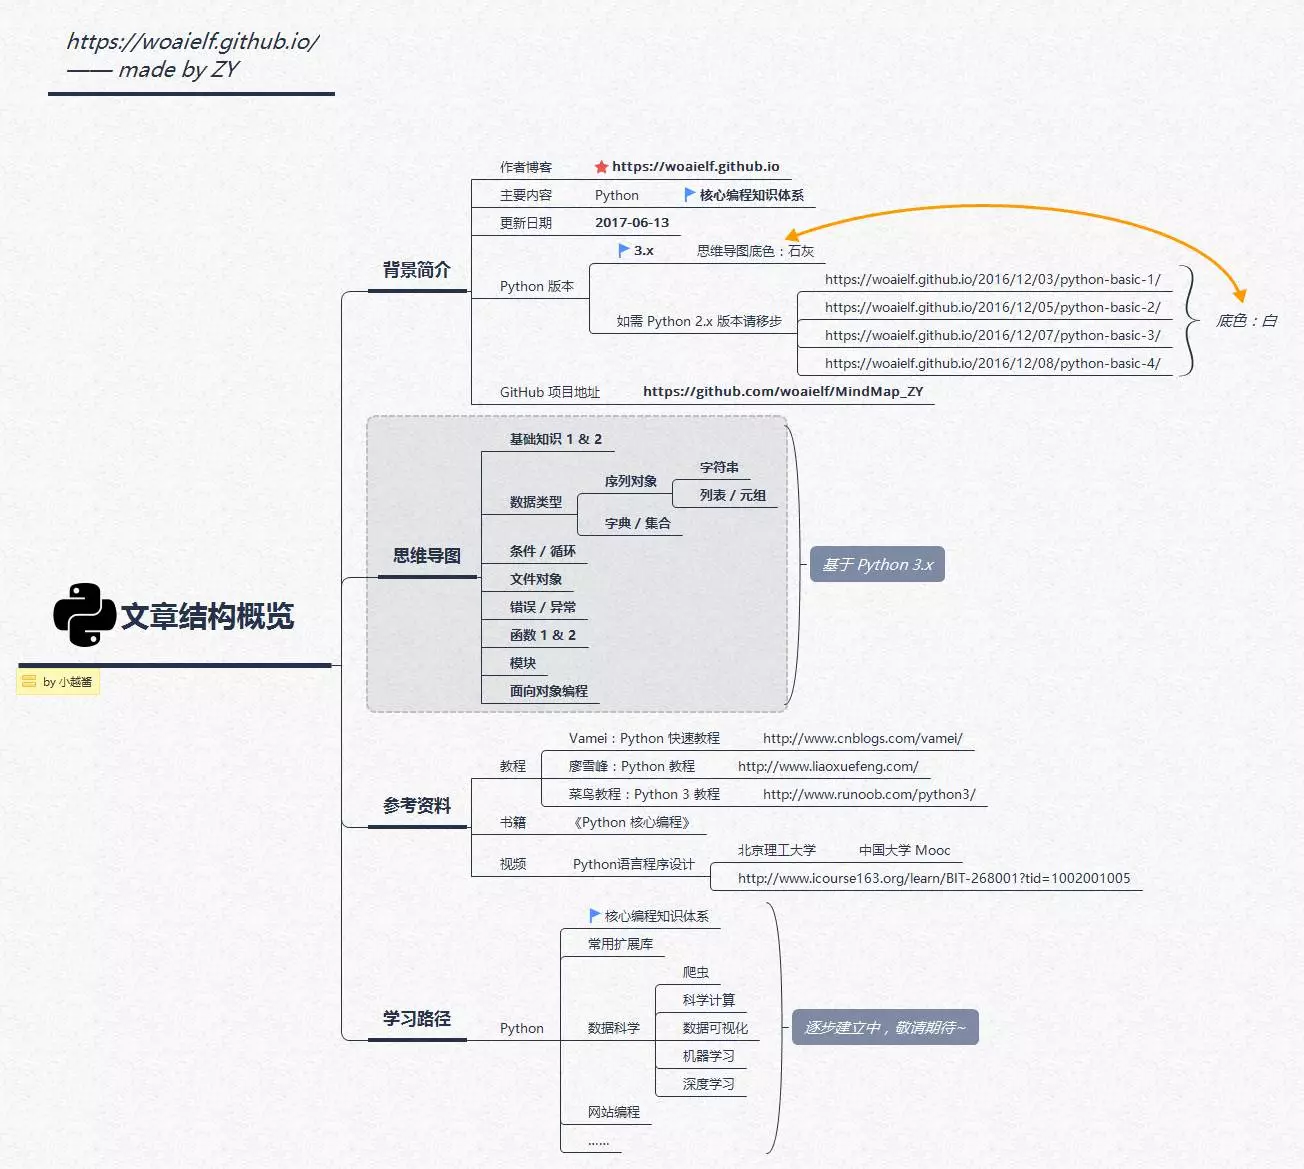 https://woaielf.github.io/
—— made by ZY
作者博客 https://woaielf.github.io
主要内容 Python 核心编程知识体系
更新日期 2017-06-13
背景简介
Python 版本
3.x 思维导图底色：石灰
如需 Python 2.x 版本请移步
https://woaielf.github.io/2016/12/03/python-basic-1/
https://woaielf.github.io/2016/12/05/python-basic-2/
https://woaielf.github.io/2016/12/07/python-basic-3/
https://woaielf.github.io/2016/12/08/python-basic-4/
底色：白
GitHub 项目地址 https://github.com/woaielf/MindMap_ZY
思维导图
基础知识 1 & 2
数据类型
序列对象
字符串
列表 / 元组
字典 / 集合
条件 / 循环
文件对象
错误 / 异常
函数 1 & 2
模块
面向对象编程
基于 Python 3.x
文章结构概览
by 小越酱
参考资料
教程
Vamei：Python 快速教程 http://www.cnblogs.com/vamei/
廖雪峰：Python 教程 http://www.liaoxuefeng.com/
菜鸟教程：Python 3 教程 http://www.runoob.com/python3/
书籍 《Python 核心编程》
视频 Python语言程序设计
北京理工大学 中国大学 Mooc
http://www.icourse163.org/learn/BIT-268001?tid=1002001005
学习路径
Python
核心编程知识体系
常用扩展库
数据科学
爬虫
科学计算
数据可视化
机器学习
深度学习
网站编程
……
逐步建立中，敬请期待~